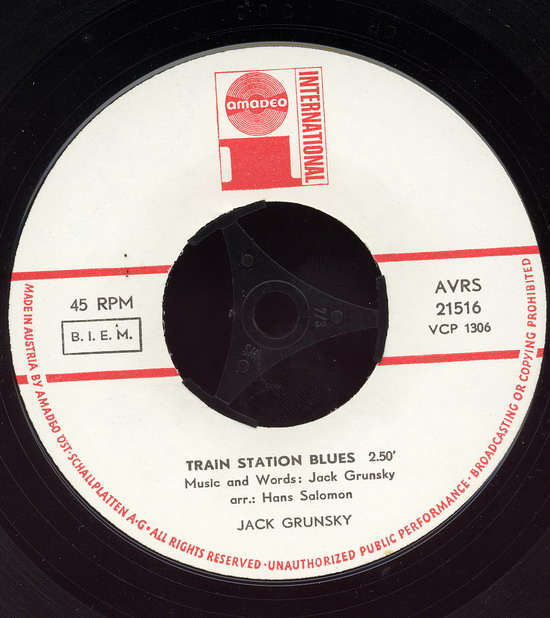 amadeo
INTERNATIONAL
45 RPM
B. I. E. M.
AVRS
21516
VCP 1306
TRAIN STATION BLUES 2.50'
Music and Words: Jack Grunsky
arr.: Hans Salomon
JACK GRUNSKY
MADE IN AUSTRIA BY AMADEO ÖST. SCHALLPLATTEN A·G · ALL RIGHTS RESERVED · UNAUTHORIZED PUBLIC PERFORMANCE · BROADCASTING OR COPYING PROHIBITED